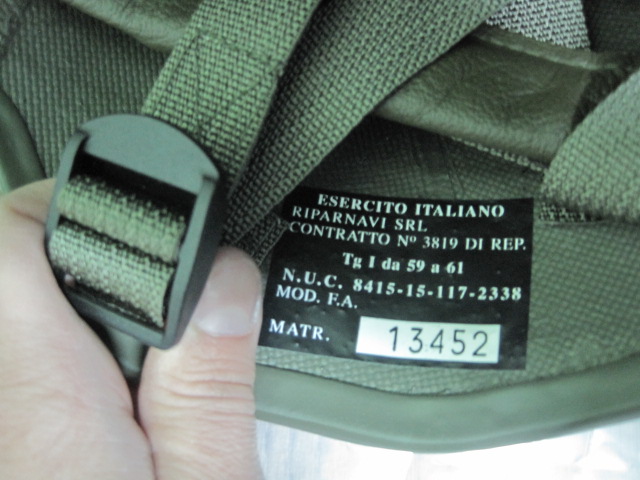 ESERCITO ITALIANO
RIPARNAVI SRL
CONTRATTO Nº 3819 DI REP.
Tg I da 59 a 61
N.U.C. 8415-15-117-2338
MOD. F.A.
MATR. 13452